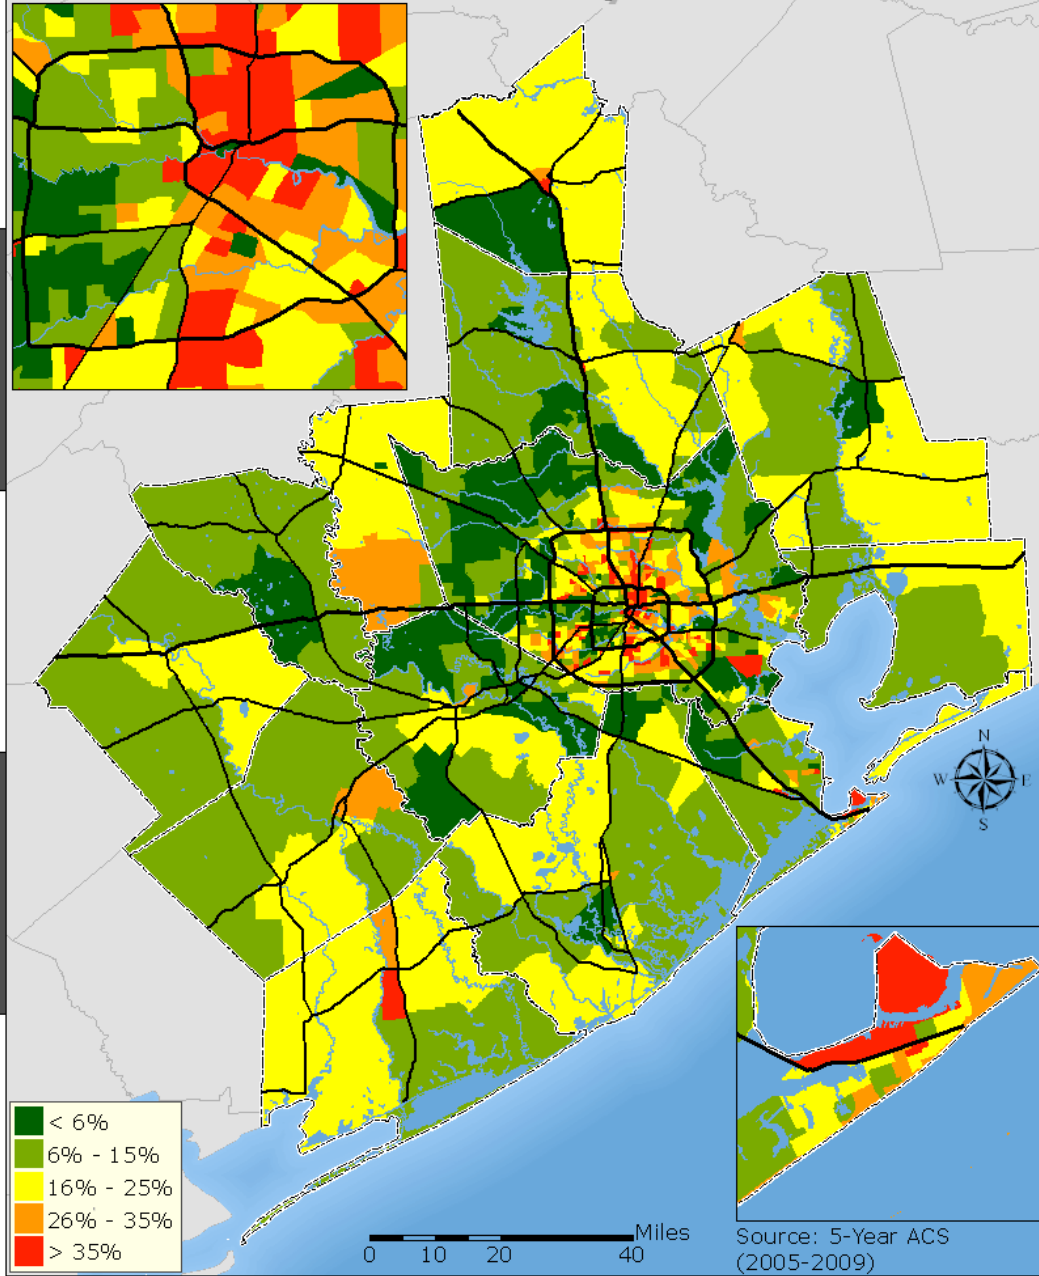 N
W E
S
< 6%
6% - 15%
16% - 25%
26% - 35%
> 35%
Miles
0 10 20 40
Source: 5-Year ACS
(2005-2009)